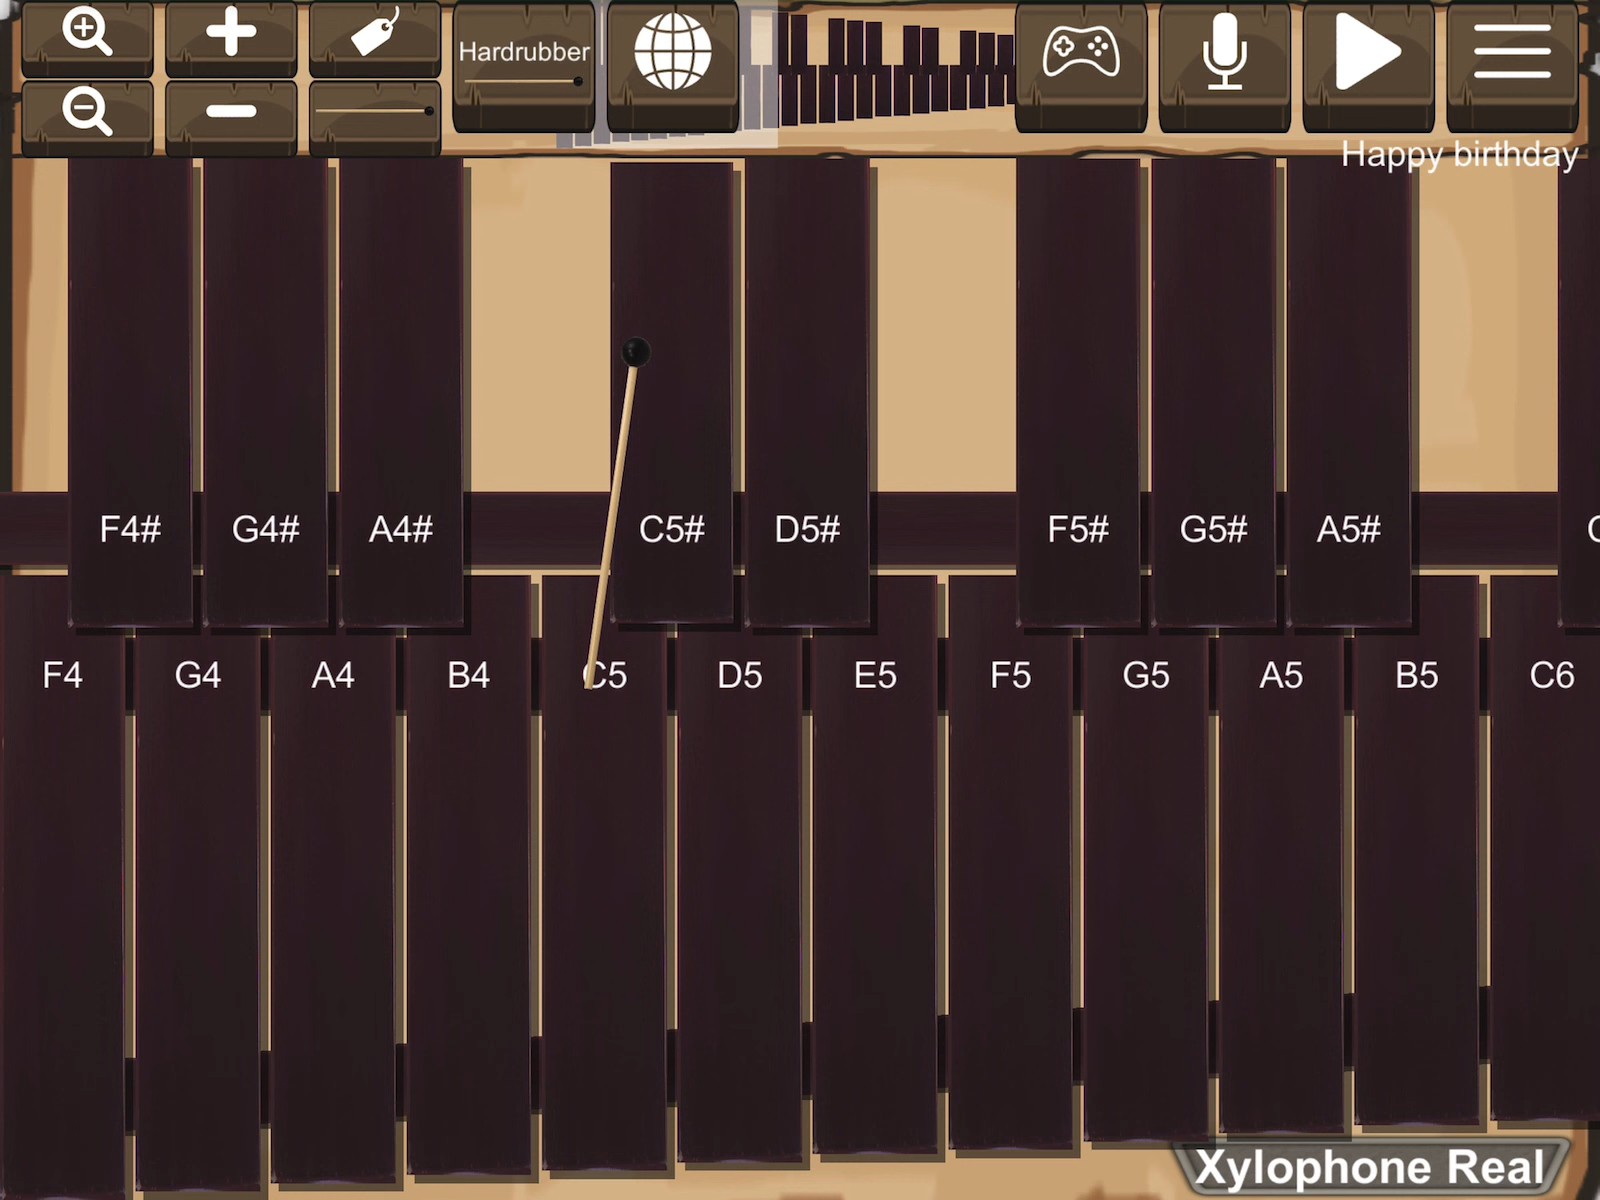 Hardrubber
Happy birthday
F4# G4# A4# C5# D5# F5# G5# A5#
F4 G4 A4 B4 C5 D5 E5 F5 G5 A5 B5 C6
Xylophone Real